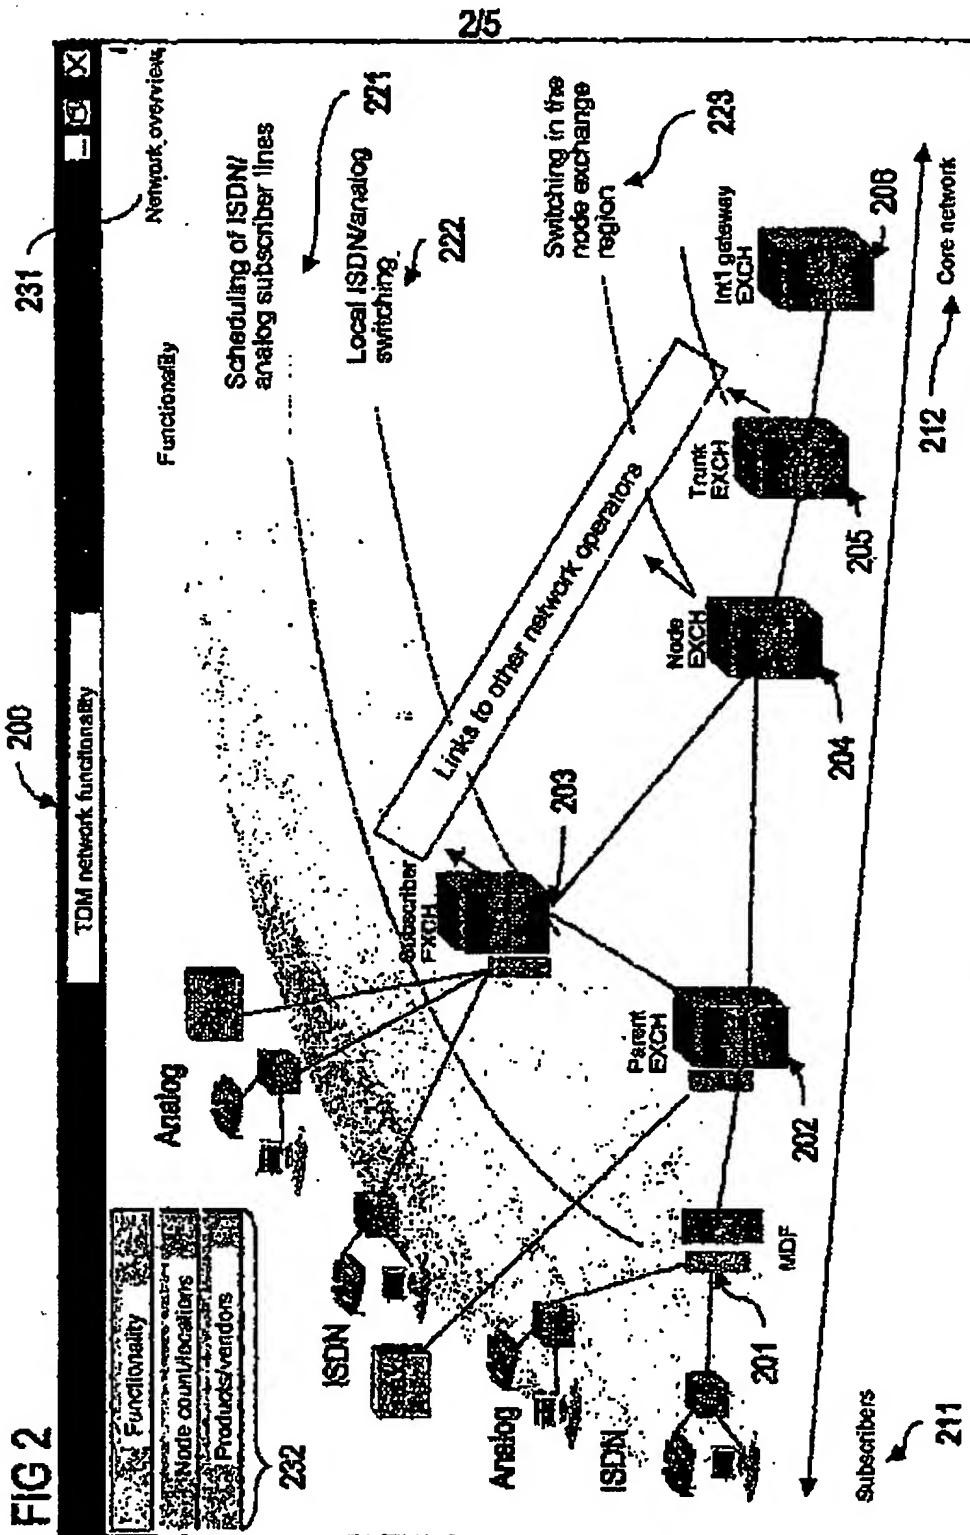 2/5
FIG 2
200
231
TDM network functionality
Network overview
Functionality
Node count/locations
Products/vendors
232
Functionality
Scheduling of ISDN/
analog subscriber lines
221
Local ISDN/analog
switching
222
Switching in the
node exchange
region
223
Links to other network operators
Analog
ISDN
Analog
ISDN
Subscriber
EXCH
203
Parent
EXCH
202
MDF
201
Node
EXCH
204
Trunk
EXCH
205
Int'l gateway
EXCH
206
Subscribers
211
212
Core network